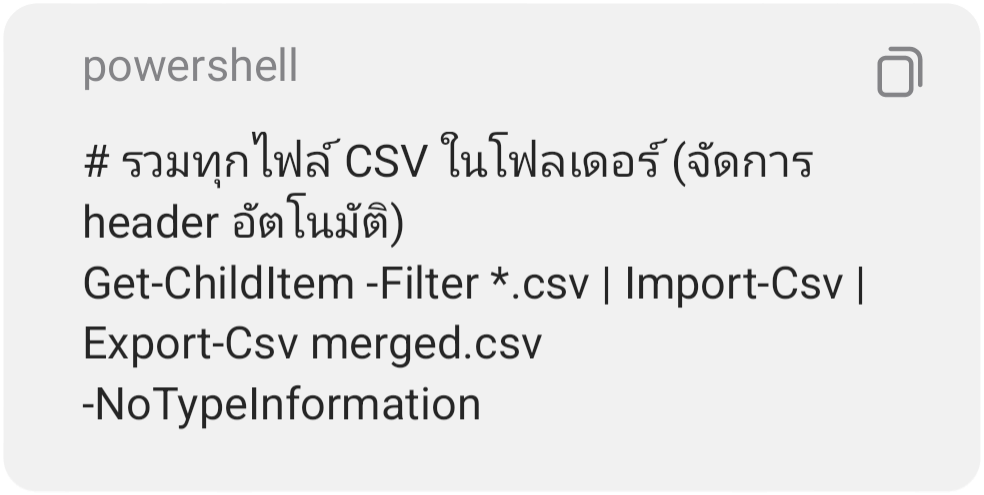 powershell
# รวมทุกไฟล์ CSV ในโฟลเดอร์ (จัดการ
header อัตโนมัติ)
Get-ChildItem -Filter *.csv | Import-Csv |
Export-Csv merged.csv
-NoTypeInformation